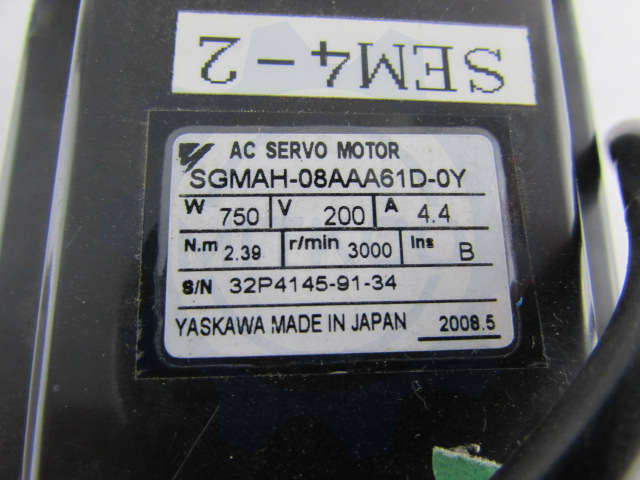 SEM4-2
AC SERVO MOTOR
SGMAH-08AAA61D-0Y
W 750 V 200 A 4.4
N.m 2.39 r/min 3000 Ins B
S/N 32P4145-91-34
YASKAWA MADE IN JAPAN 2008.5